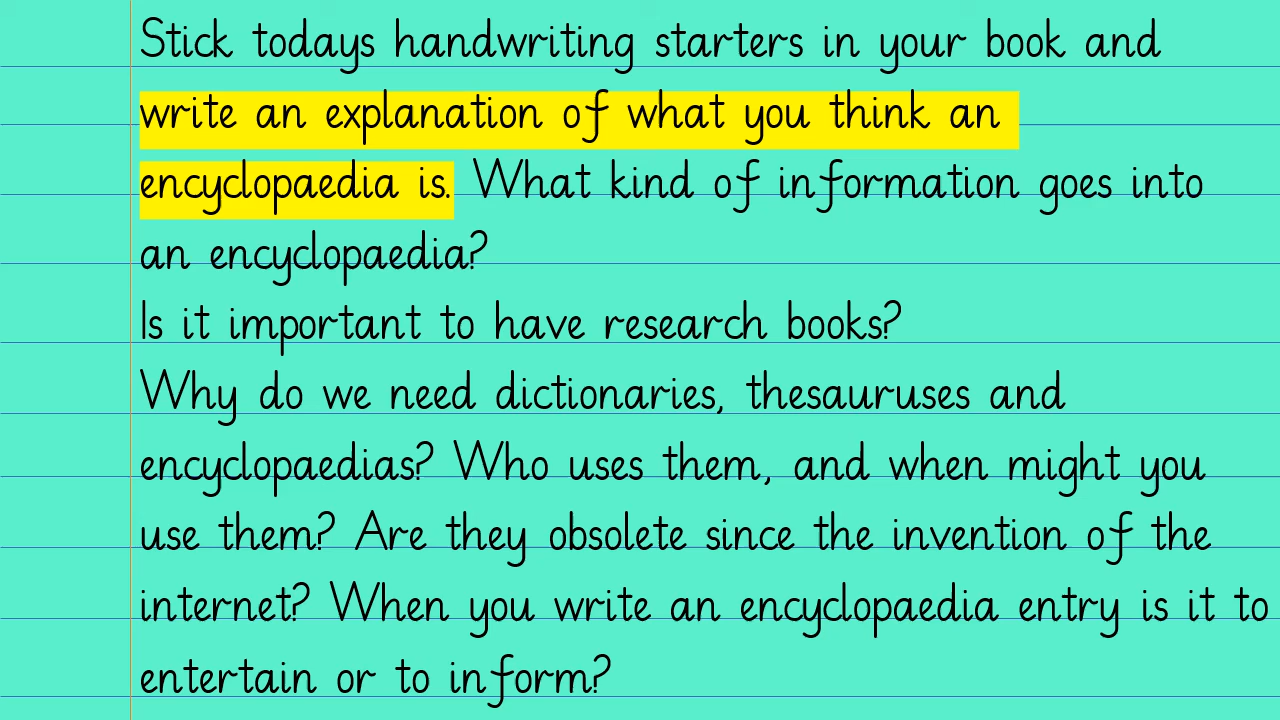 Stick todays handwriting starters in your book and
write an explanation of what you think an
encyclopaedia is. What kind of information goes into
an encyclopaedia?
Is it important to have research books?
Why do we need dictionaries, thesauruses and
encyclopaedias? Who uses them, and when might you
use them? Are they obsolete since the invention of the
internet? When you write an encyclopaedia entry is it to
entertain or to inform?